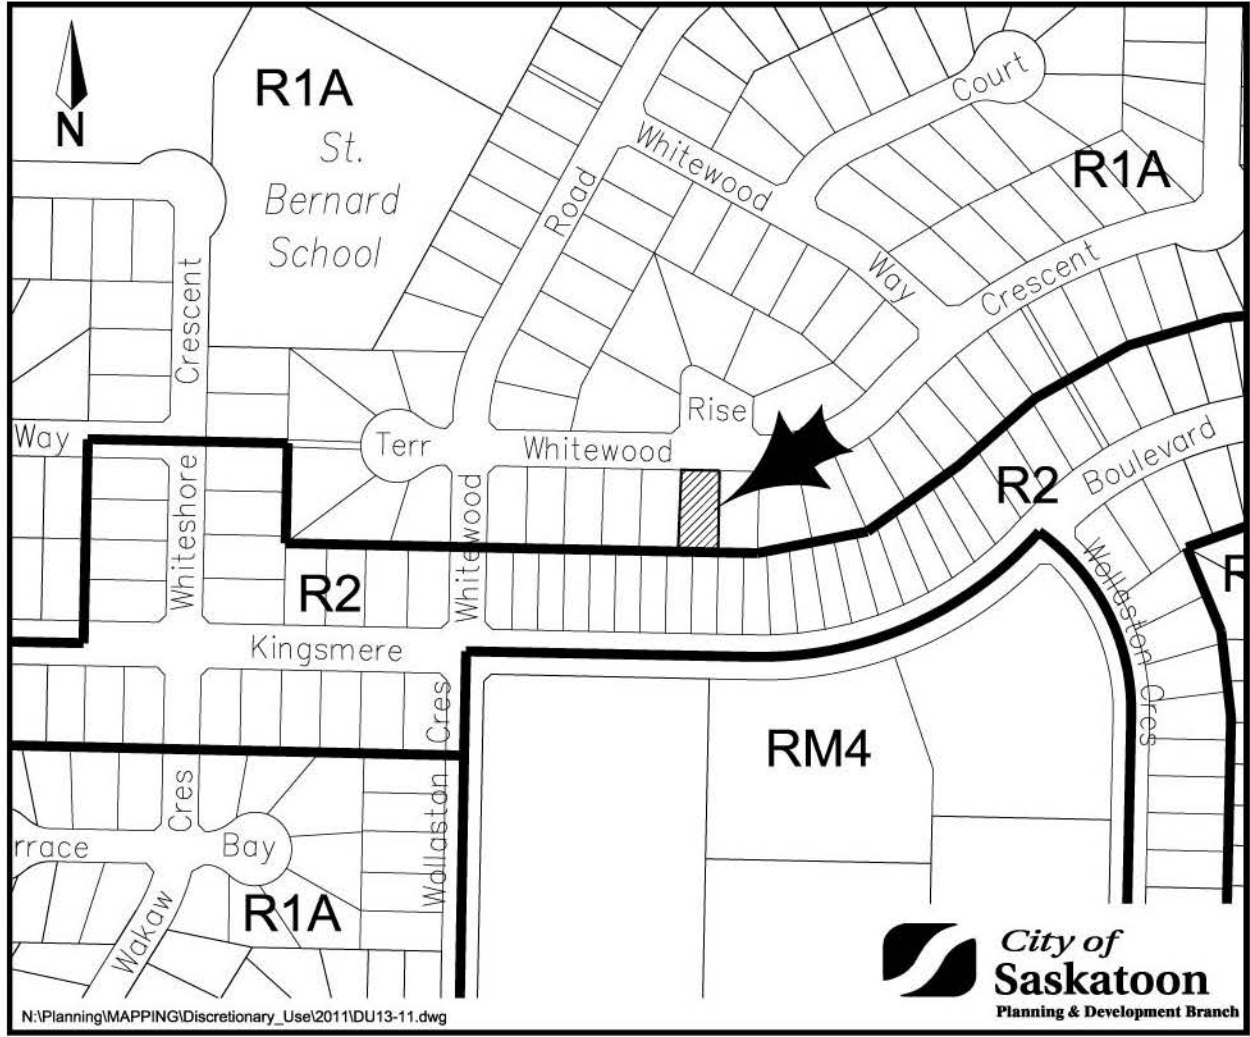 N
R1A
St.
Bernard
School
Court
R1A
Whitewood
Road
Way
Crescent
Crescent
Rise
Way
Terr
Whitewood
Whitewood
Whiteshore
R2
Boulevard
R2
Wollaston
Cres
R
Kingsmere
Cres
Wollaston
RM4
Cres
rrace
Bay
R1A
Wakaw
City of
Saskatoon
Planning & Development Branch
N:\Planning\MAPPING\Discretionary_Use\2011\DU13-11.dwg